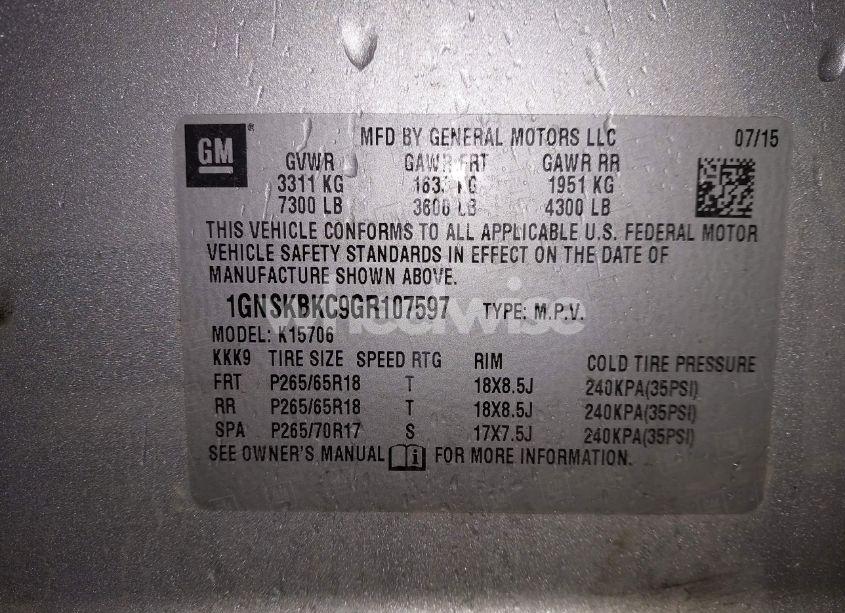 GM ®
MFD BY GENERAL MOTORS LLC 07/15
GVWR GAWR FRT GAWR RR
3311 KG KG 1951 KG
7300 LB LB 4300 LB
THIS VEHICLE CONFORMS TO ALL APPLICABLE U.S. FEDERAL MOTOR
VEHICLE SAFETY STANDARDS IN EFFECT ON THE DATE OF
MANUFACTURE SHOWN ABOVE.
1GNSKBKC9GR107597 TYPE: M.P.V.
MODEL: K15706
KKK9 TIRE SIZE SPEED RTG RIM COLD TIRE PRESSURE
FRT P265/65R18 T 18X8.5J 240KPA(35PSI)
RR P265/65R18 T 18X8.5J 240KPA(35PSI)
SPA P265/70R17 S 17X7.5J 240KPA(35PSI)
SEE OWNER'S MANUAL i FOR MORE INFORMATION.